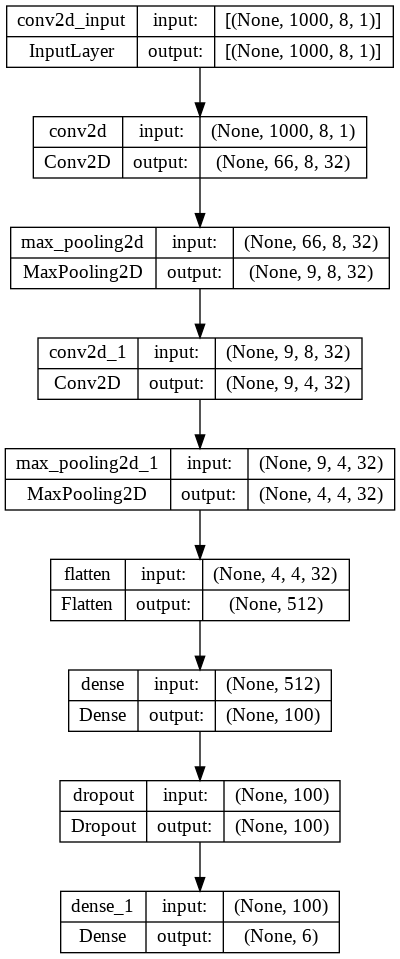 conv2d_input input: [(None, 1000, 8, 1)]
InputLayer output: [(None, 1000, 8, 1)]
conv2d input: (None, 1000, 8, 1)
Conv2D output: (None, 66, 8, 32)
max_pooling2d input: (None, 66, 8, 32)
MaxPooling2D output: (None, 9, 8, 32)
conv2d_1 input: (None, 9, 8, 32)
Conv2D output: (None, 9, 4, 32)
max_pooling2d_1 input: (None, 9, 4, 32)
MaxPooling2D output: (None, 4, 4, 32)
flatten input: (None, 4, 4, 32)
Flatten output: (None, 512)
dense input: (None, 512)
Dense output: (None, 100)
dropout input: (None, 100)
Dropout output: (None, 100)
dense_1 input: (None, 100)
Dense output: (None, 6)